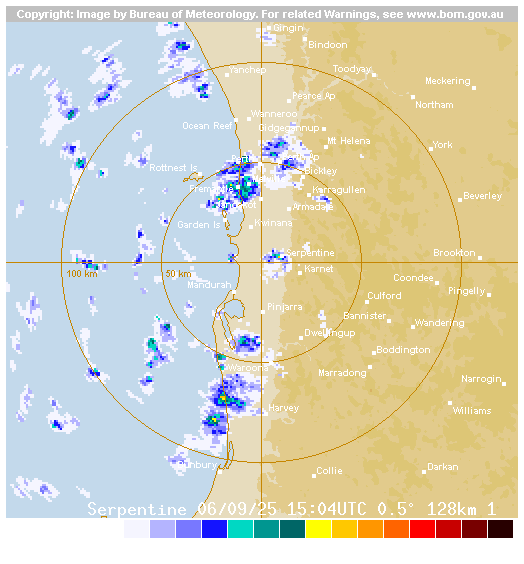 Copyright: Image by Bureau of Meteorology. For related Warnings, see www.bom.gov.au
Gingin
Bindoon
Yanchep
Toodyay
Meckering
Pearce Ap
Northam
Wanneroo
Ocean Reef
Gidgegannup
Mt Helena
York
Rottnest Is
Bickley
Karragullen
Beverley
Armadale
Garden Is
Kwinana
Serpentine
Brookton
Karnet
100 km
50 km
Mandurah
Coondee
Pingelly
Culford
Pinjarra
Bannister
Wandering
Dwellingup
Boddington
Waroona
Marradong
Narrogin
Harvey
Williams
Bunbury
Collie
Darkan
Serpentine 06/09/25 15:04UTC 0.5° 128km 1